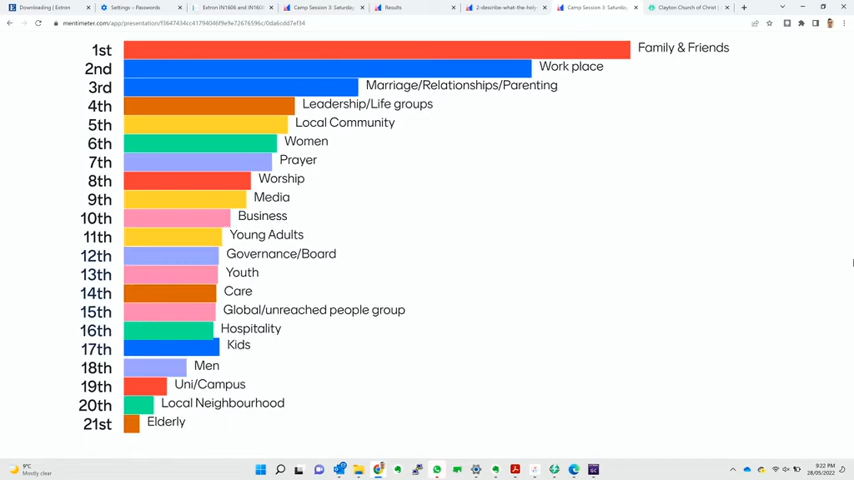 Downloading | Extron
Settings – Passwords
Extron IN1606 and IN160
Camp Session 3: Saturday
Results
2-describe-what-the-holy-
Camp Session 3: Saturday
Clayton Church of Christ |
mentimeter.com/app/presentation/f3647434cc41794046f9e9e72676596c/0da6cdd7ef34
1st Family & Friends
2nd Work place
3rd Marriage/Relationships/Parenting
4th Leadership/Life groups
5th Local Community
6th Women
7th Prayer
8th Worship
9th Media
10th Business
11th Young Adults
12th Governance/Board
13th Youth
14th Care
15th Global/unreached people group
16th Hospitality
17th Kids
18th Men
19th Uni/Campus
20th Local Neighbourhood
21st Elderly
9°C
Mostly clear
9:22 PM
28/05/2022